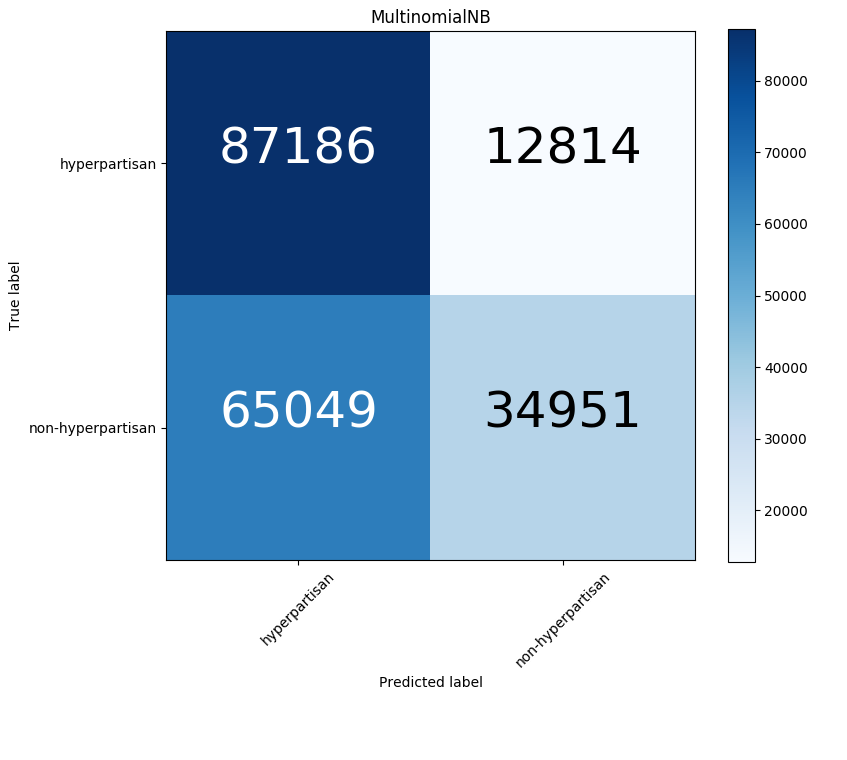 MultinomialNB
87186 12814
65049 34951
hyperpartisan
non-hyperpartisan
True label
hyperpartisan
non-hyperpartisan
Predicted label
80000
70000
60000
50000
40000
30000
20000